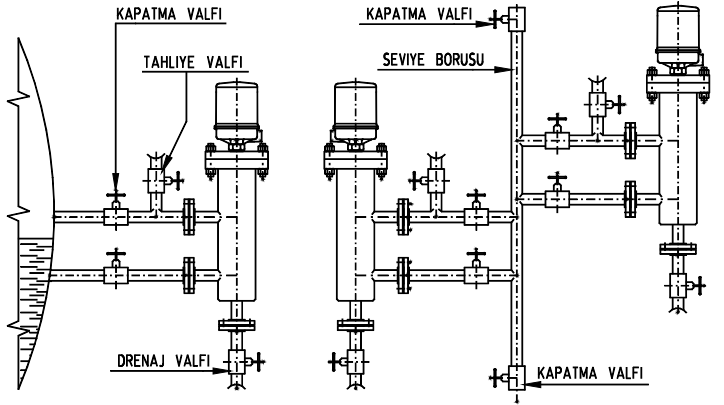 KAPATMA VALFI
KAPATMA VALFI
SEVIYE BORUSU
TAHLIYE VALFI
DRENAJ VALFI
KAPATMA VALFI